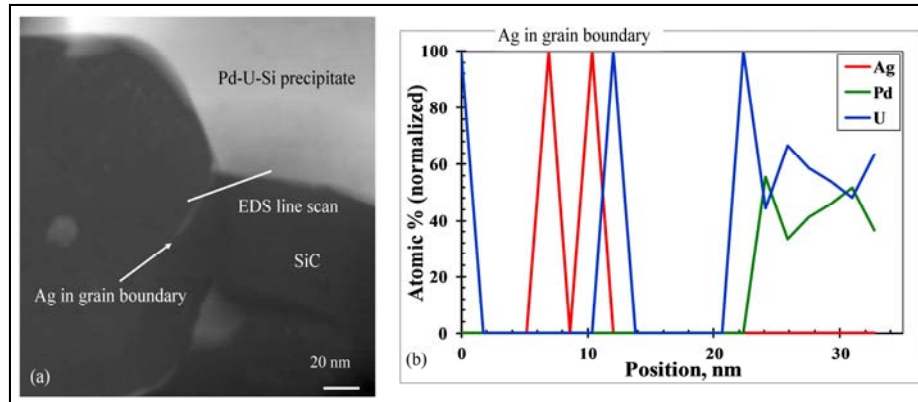 Pd-U-Si precipitate
EDS line scan
SiC
Ag in grain boundary
20 nm
(a)
Ag in grain boundary
Atomic % (normalized)
100
80
60
40
20
0
Ag
Pd
U
0
10
20
30
(b)
Position, nm